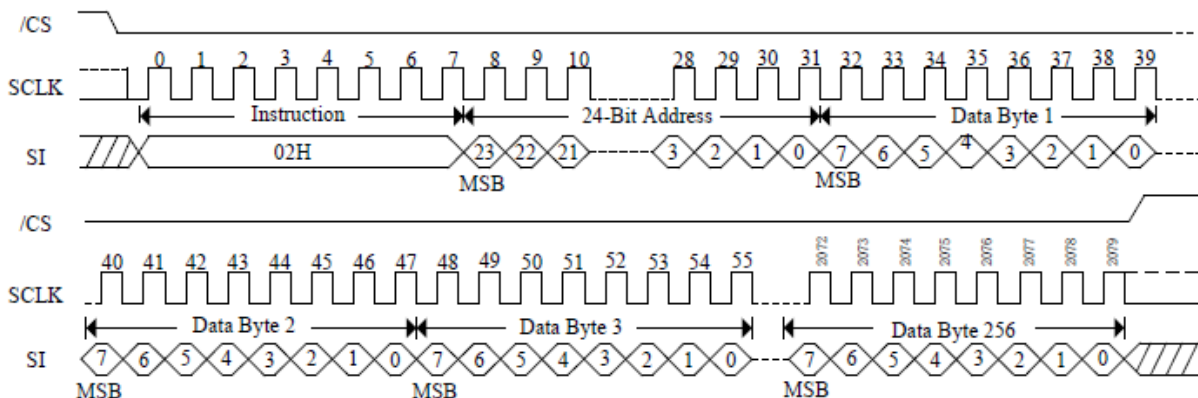 /CS
0 1 2 3 4 5 6 7 8 9 10 28 29 30 31 32 33 34 35 36 37 38 39
SCLK
Instruction 24-Bit Address Data Byte 1
SI 02H 23 22 21 3 2 1 0 7 6 5 4 3 2 1 0
MSB MSB
/CS
40 41 42 43 44 45 46 47 48 49 50 51 52 53 54 55 2072 2073 2074 2075 2076 2077 2078 2079
SCLK
Data Byte 2 Data Byte 3 Data Byte 256
SI 7 6 5 4 3 2 1 0 7 6 5 4 3 2 1 0 7 6 5 4 3 2 1 0
MSB MSB MSB